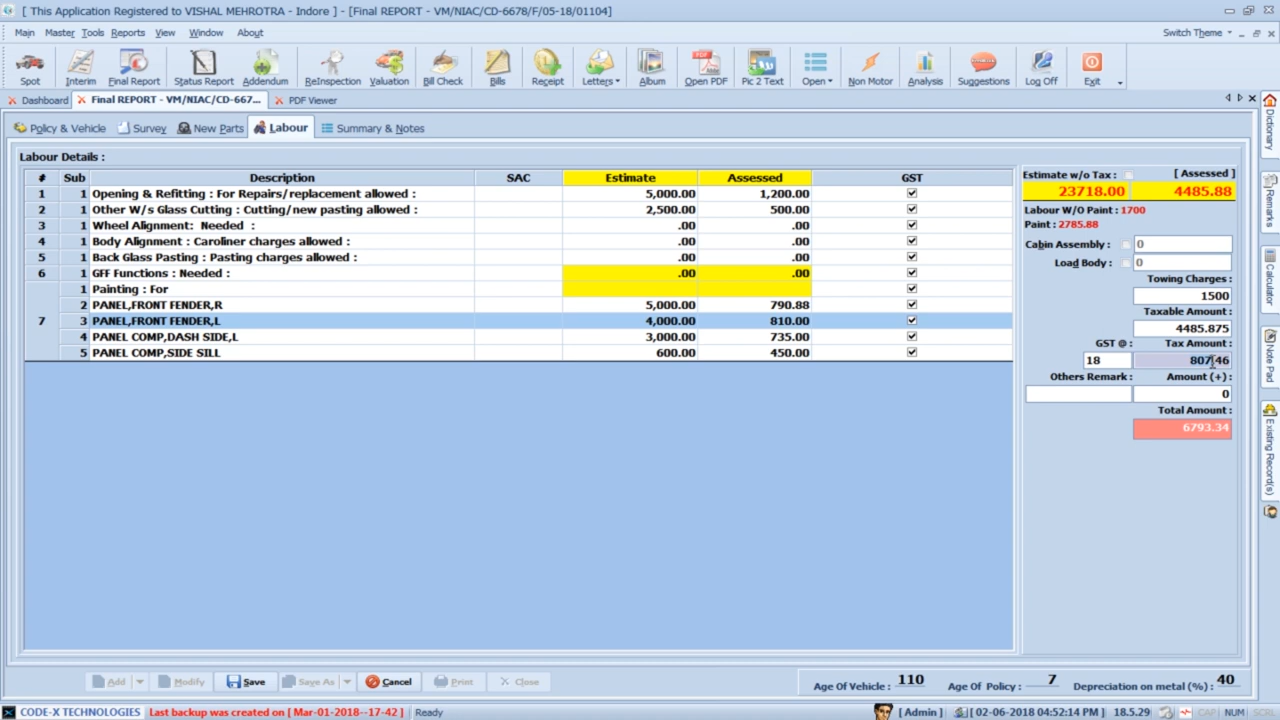 [ This Application Registered to VISHAL MEHROTRA - Indore ] - [Final REPORT - VM/NIAC/CD-6678/F/05-18/01104]
Main Master Tools Reports View Window About Switch Theme
Spot Interim Final Report Status Report Addendum ReInspection Valuation Bill Check Bills Receipt Letters Album Open PDF Pic 2 Text Open Non Motor Analysis Suggestions Log Off Exit
Dashboard Final REPORT - VM/NIAC/CD-667... PDF Viewer
Policy & Vehicle Survey New Parts Labour Summary & Notes
Labour Details :
# Sub Description SAC Estimate Assessed GST
1 1 Opening & Refitting : For Repairs/replacement allowed : 5,000.00 1,200.00
2 1 Other W/s Glass Cutting : Cutting/new pasting allowed : 2,500.00 500.00
3 1 Wheel Alignment: Needed : .00 .00
4 1 Body Alignment : Caroliner charges allowed : .00 .00
5 1 Back Glass Pasting : Pasting charges allowed : .00 .00
6 1 GFF Functions : Needed : .00 .00
1 Painting : For
2 PANEL,FRONT FENDER,R 5,000.00 790.88
7 3 PANEL,FRONT FENDER,L 4,000.00 810.00
4 PANEL COMP,DASH SIDE,L 3,000.00 735.00
5 PANEL COMP,SIDE SILL 600.00 450.00
Estimate w/o Tax : [ Assessed ]
23718.00 4485.88
Labour W/O Paint : 1700
Paint : 2785.88
Cabin Assembly : 0
Load Body : 0
Towing Charges :
1500
Taxable Amount :
4485.875
GST @ : Tax Amount :
18 807.46
Others Remark : Amount (+) :
0
Total Amount :
6793.34
Dictionary
Remarks
Calculator
Note Pad
Existing Record(s)
Add Modify Save Save As Cancel Print Close
Age Of Vehicle : 110 Age Of Policy : 7 Depreciation on metal (%) : 40
CODE-X TECHNOLOGIES Last backup was created on [ Mar-01-2018--17-42 ] Ready [ Admin ] [02-06-2018 04:52:14 PM ] 18.5.29 CAP NUM SCRL